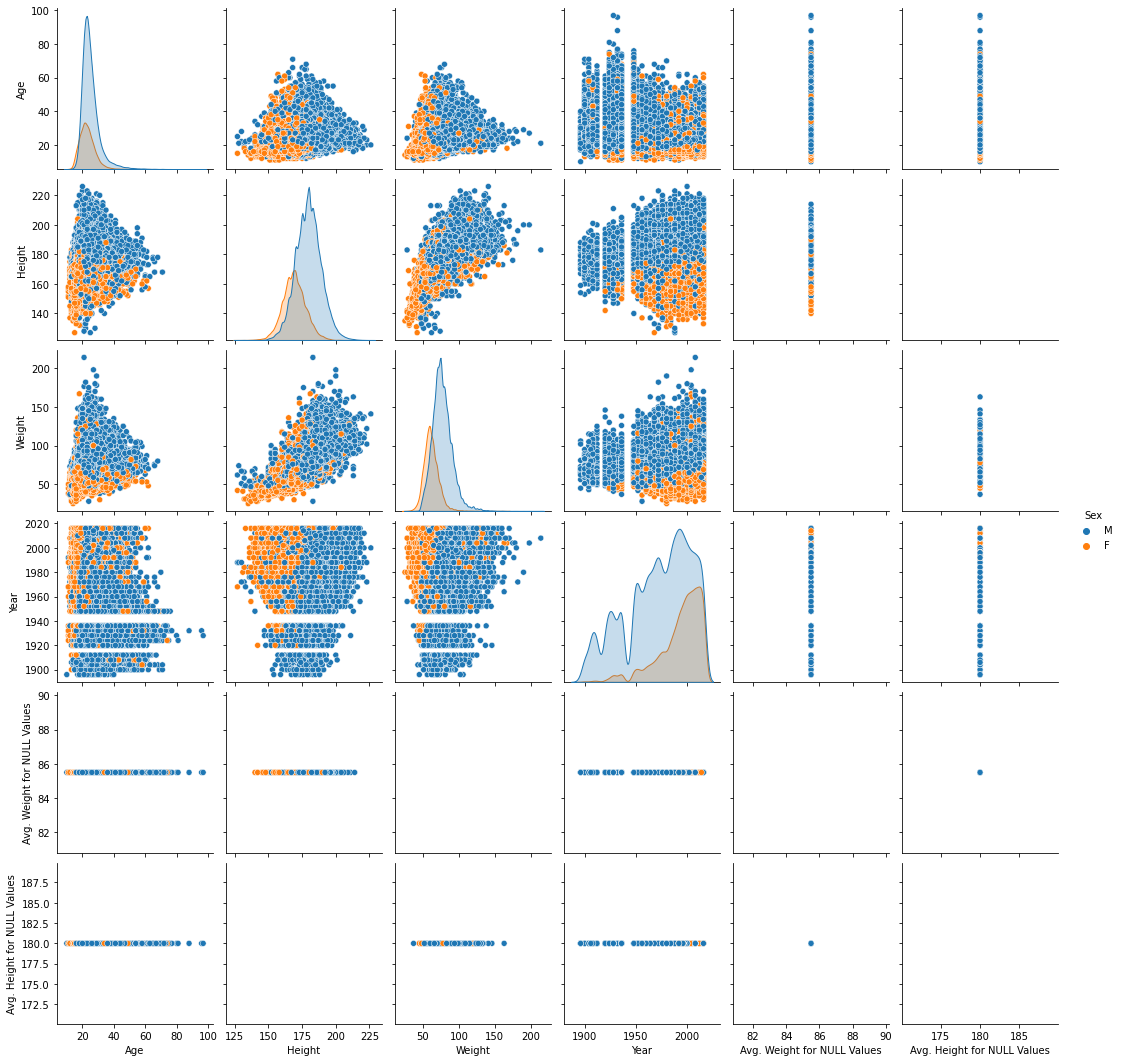 100
80
60
40
20
Age
220
200
180
160
140
Height
200
150
100
50
Weight
Sex
M
F
2020
2000
1980
1960
1940
1920
1900
Year
90
88
86
84
82
Avg. Weight for NULL Values
187.5
185.0
182.5
180.0
177.5
175.0
172.5
Avg. Height for NULL Values
20 40 60 80 100
125 150 175 200 225
50 100 150 200
1900 1950 2000
82 84 86 88 90
175 180 185
Age
Height
Weight
Year
Avg. Weight for NULL Values
Avg. Height for NULL Values